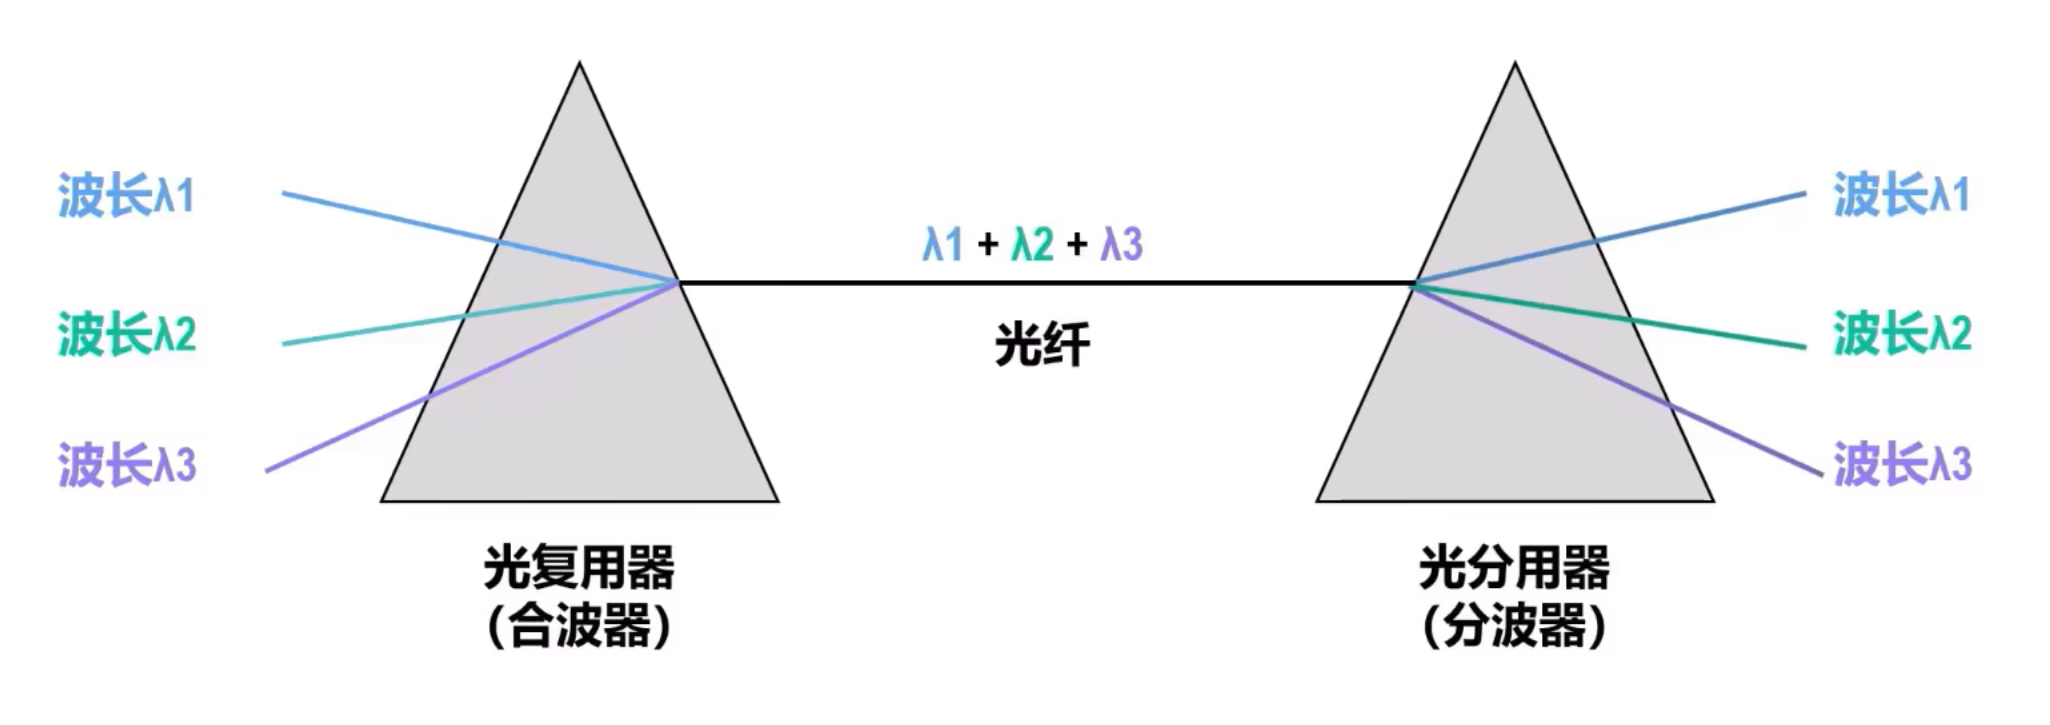 波长λ1
波长λ2
波长λ3
λ1 + λ2 + λ3
光纤
波长λ1
波长λ2
波长λ3
光复用器
（合波器）
光分用器
（分波器）